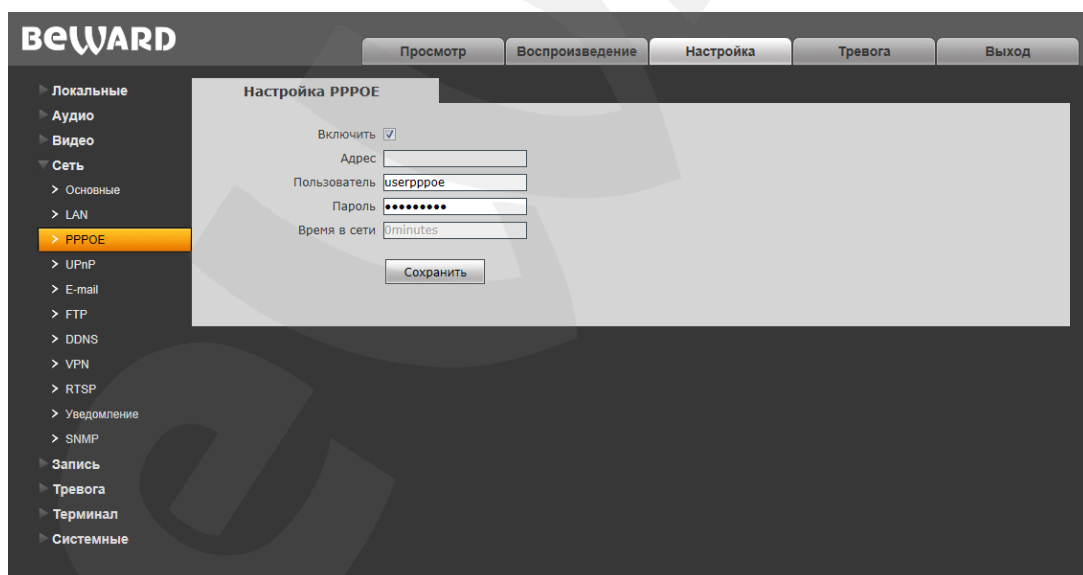 BEWARD
Просмотр Воспроизведение Настройка Тревога Выход
Локальные
Аудио
Видео
Сеть
> Основные
> LAN
> PPPOE
> UPnP
> E-mail
> FTP
> DDNS
> VPN
> RTSP
> Уведомление
> SNMP
Запись
Тревога
Терминал
Системные
Настройка PPPOE
Включить
Адрес
Пользователь userpppoe
Пароль •••••••••
Время в сети 0minutes
Сохранить